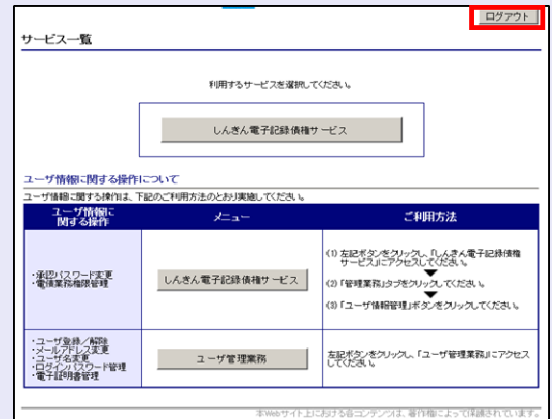 ログアウト
サービス一覧
利用するサービスを選択してください。
しんきん電子記録債権サービス
ユーザ情報に関する操作について
ユーザ情報に関する操作は、下記のご利用方法のとおり実施してください。
ユーザ情報に
関する操作
メニュー
ご利用方法
・承認パスワード変更
・電債業務権限管理
しんきん電子記録債権サービス
(1) 左記ボタンをクリックし、「しんきん電子記録債権
サービス」にアクセスしてください。
(2) 「管理業務」タブをクリックしてください。
(3) 「ユーザ情報管理」ボタンをクリックしてください。
・ユーザ登録/解除
・メールアドレス変更
・ユーザ名変更
・ログインパスワード管理
・電子証明書管理
ユーザ管理業務
左記ボタンをクリックし、「ユーザ管理業務」にアクセス
してください。
本Webサイト上における各コンテンツは、著作権によって保護されています。